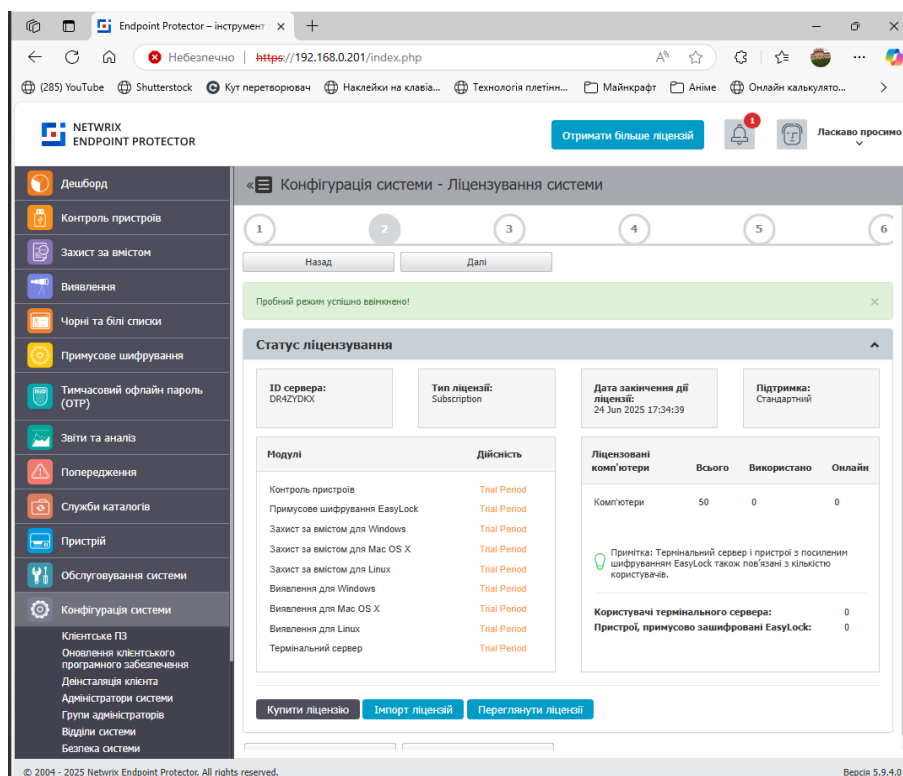 Endpoint Protector – інструмент
Небезпечно
https://192.168.0.201/index.php
(285) YouTube
Shutterstock
Кут перетворювач
Наклейки на клавіа...
Технологія плетінн...
Майнкрафт
Аніме
Онлайн калькулято...
NETWRIX
ENDPOINT PROTECTOR
Отримати більше ліцензій
1
Ласкаво просимо
Дешборд
Контроль пристроїв
Захист за вмістом
Виявлення
Чорні та білі списки
Примусове шифрування
Тимчасовий офлайн пароль
(OTP)
Звіти та аналіз
Попередження
Служби каталогів
Пристрій
Обслуговування системи
Конфігурація системи
Клієнтське ПЗ
Оновлення клієнтського
програмного забезпечення
Деінсталяція клієнта
Адміністратори системи
Групи адміністраторів
Відділи системи
Безпека системи
Конфігурація системи - Ліцензування системи
1 2 3 4 5 6
Назад Далі
Пробний режим успішно ввімкнено!
Статус ліцензування
ID сервера:
DR4ZYDKX
Тип ліцензії:
Subscription
Дата закінчення дії
ліцензії:
24 Jun 2025 17:34:39
Підтримка:
Стандартний
Модулі Дійсність
Контроль пристроїв Trial Period
Примусове шифрування EasyLock Trial Period
Захист за вмістом для Windows Trial Period
Захист за вмістом для Mac OS X Trial Period
Захист за вмістом для Linux Trial Period
Виявлення для Windows Trial Period
Виявлення для Mac OS X Trial Period
Виявлення для Linux Trial Period
Термінальний сервер Trial Period
Ліцензовані
комп'ютери Всього Використано Онлайн
Комп'ютери 50 0 0
Примітка: Термінальний сервер і пристрої з посиленим
шифруванням EasyLock також пов'язані з кількістю
користувачів.
Користувачі термінального сервера: 0
Пристрої, примусово зашифровані EasyLock: 0
Купити ліцензію Імпорт ліцензій Переглянути ліцензії
© 2004 - 2025 Netwrix Endpoint Protector. All rights reserved.
Версія 5.9.4.0